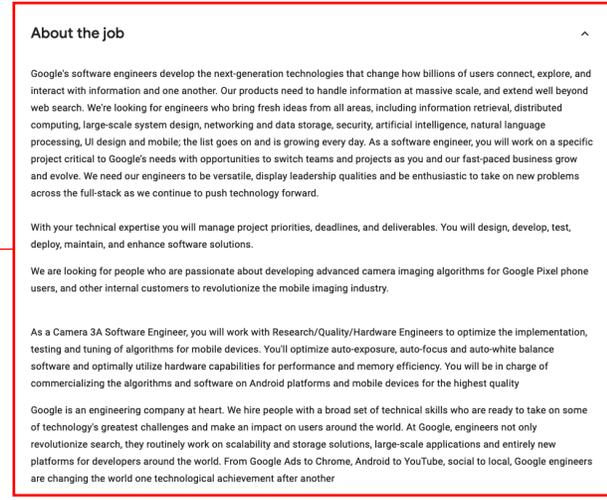 About the job
Google's software engineers develop the next-generation technologies that change how billions of users connect, explore, and
interact with information and one another. Our products need to handle information at massive scale, and extend well beyond
web search. We're looking for engineers who bring fresh ideas from all areas, including information retrieval, distributed
computing, large-scale system design, networking and data storage, security, artificial intelligence, natural language
processing, UI design and mobile; the list goes on and is growing every day. As a software engineer, you will work on a specific
project critical to Google's needs with opportunities to switch teams and projects as you and our fast-paced business grow
and evolve. We need our engineers to be versatile, display leadership qualities and be enthusiastic to take on new problems
across the full-stack as we continue to push technology forward.
With your technical expertise you will manage project priorities, deadlines, and deliverables. You will design, develop, test,
deploy, maintain, and enhance software solutions.
We are looking for people who are passionate about developing advanced camera imaging algorithms for Google Pixel phone
users, and other internal customers to revolutionize the mobile imaging industry.
As a Camera 3A Software Engineer, you will work with Research/Quality/Hardware Engineers to optimize the implementation,
testing and tuning of algorithms for mobile devices. You'll optimize auto-exposure, auto-focus and auto-white balance
software and optimally utilize hardware capabilities for performance and memory efficiency. You will be in charge of
commercializing the algorithms and software on Android platforms and mobile devices for the highest quality
Google is an engineering company at heart. We hire people with a broad set of technical skills who are ready to take on some
of technology's greatest challenges and make an impact on users around the world. At Google, engineers not only
revolutionize search, they routinely work on scalability and storage solutions, large-scale applications and entirely new
platforms for developers around the world. From Google Ads to Chrome, Android to YouTube, social to local, Google engineers
are changing the world one technological achievement after another